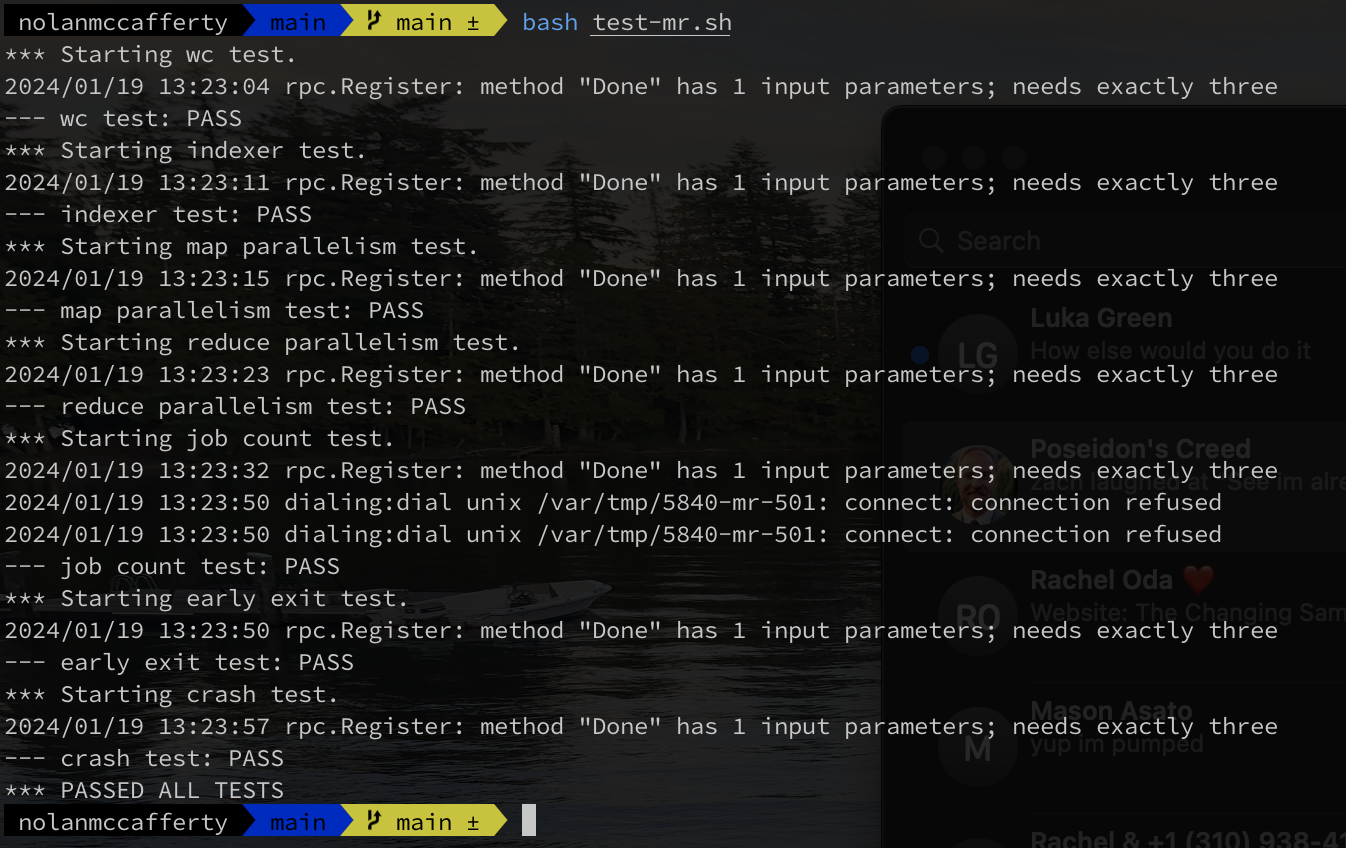 nolanmccafferty main main ± bash test-mr.sh
*** Starting wc test.
2024/01/19 13:23:04 rpc.Register: method "Done" has 1 input parameters; needs exactly three
--- wc test: PASS
*** Starting indexer test.
2024/01/19 13:23:11 rpc.Register: method "Done" has 1 input parameters; needs exactly three
--- indexer test: PASS
*** Starting map parallelism test.
2024/01/19 13:23:15 rpc.Register: method "Done" has 1 input parameters; needs exactly three
--- map parallelism test: PASS
*** Starting reduce parallelism test.
2024/01/19 13:23:23 rpc.Register: method "Done" has 1 input parameters; needs exactly three
--- reduce parallelism test: PASS
*** Starting job count test.
2024/01/19 13:23:32 rpc.Register: method "Done" has 1 input parameters; needs exactly three
2024/01/19 13:23:50 dialing:dial unix /var/tmp/5840-mr-501: connect: connection refused
2024/01/19 13:23:50 dialing:dial unix /var/tmp/5840-mr-501: connect: connection refused
--- job count test: PASS
*** Starting early exit test.
2024/01/19 13:23:50 rpc.Register: method "Done" has 1 input parameters; needs exactly three
--- early exit test: PASS
*** Starting crash test.
2024/01/19 13:23:57 rpc.Register: method "Done" has 1 input parameters; needs exactly three
--- crash test: PASS
*** PASSED ALL TESTS
nolanmccafferty main main ±
Search
Luka Green
LG
How else would you do it
Poseidon's Creed
zach laughed at "See im
Rachel Oda ❤️
RO
Website: The Changing
Mason Asato
M
yup im pumped
Rachel & +1 (310)